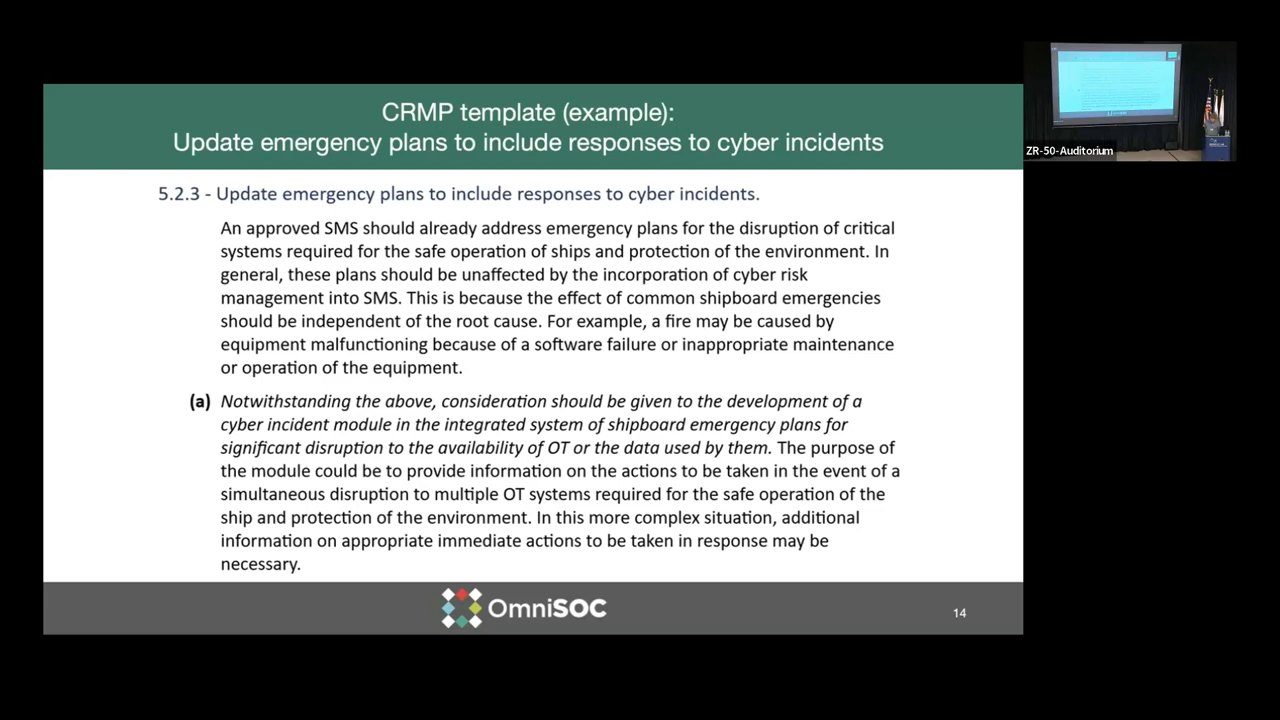 CRMP template (example):
Update emergency plans to include responses to cyber incidents
5.2.3 - Update emergency plans to include responses to cyber incidents.
An approved SMS should already address emergency plans for the disruption of critical
systems required for the safe operation of ships and protection of the environment. In
general, these plans should be unaffected by the incorporation of cyber risk
management into SMS. This is because the effect of common shipboard emergencies
should be independent of the root cause. For example, a fire may be caused by
equipment malfunctioning because of a software failure or inappropriate maintenance
or operation of the equipment.
(a) Notwithstanding the above, consideration should be given to the development of a
cyber incident module in the integrated system of shipboard emergency plans for
significant disruption to the availability of OT or the data used by them. The purpose of
the module could be to provide information on the actions to be taken in the event of a
simultaneous disruption to multiple OT systems required for the safe operation of the
ship and protection of the environment. In this more complex situation, additional
information on appropriate immediate actions to be taken in response may be
necessary.
OmniSOC
14
ZR-50-Auditorium